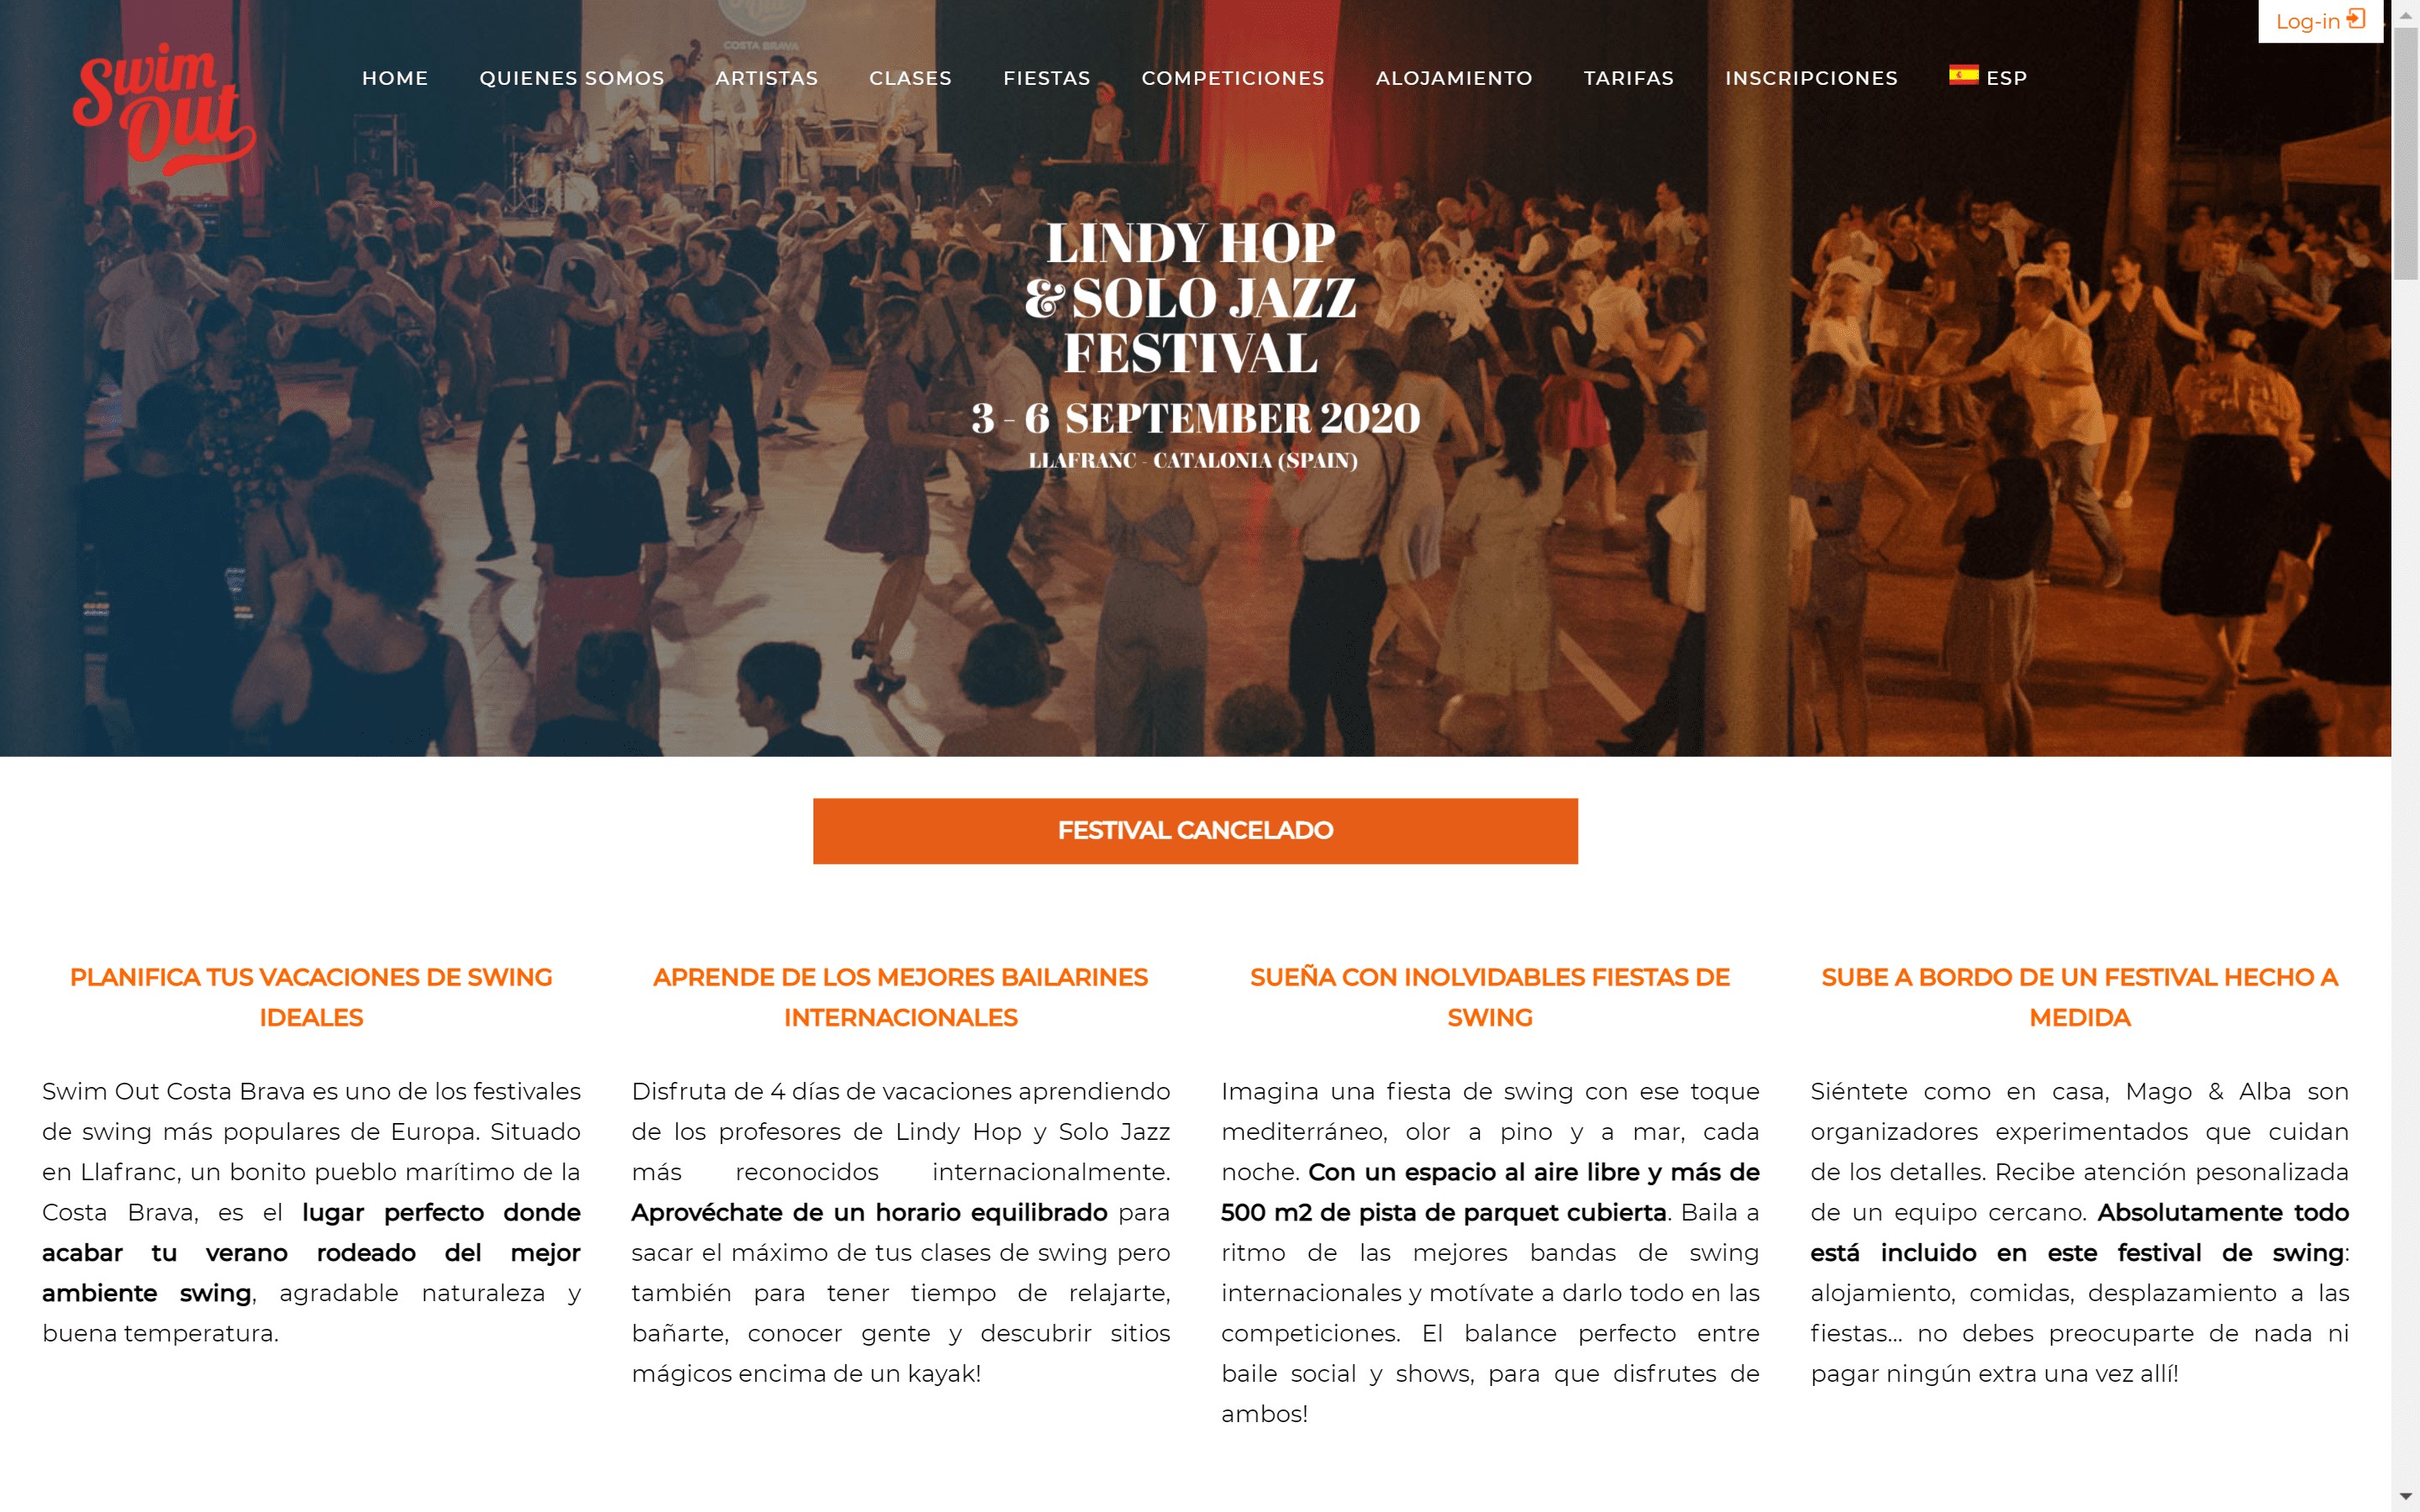 Log-in
Out
COSTA BRAVA
Swim
Out
HOME QUIENES SOMOS ARTISTAS CLASES FIESTAS COMPETICIONES ALOJAMIENTO TARIFAS INSCRIPCIONES ESP
LINDY HOP
& SOLO JAZZ
FESTIVAL
3 - 6 SEPTEMBER 2020
LLAFRANC - CATALONIA (SPAIN)
FESTIVAL CANCELADO
PLANIFICA TUS VACACIONES DE SWING
IDEALES
Swim Out Costa Brava es uno de los festivales
de swing más populares de Europa. Situado
en Llafranc, un bonito pueblo marítimo de la
Costa Brava, es el lugar perfecto donde
acabar tu verano rodeado del mejor
ambiente swing, agradable naturaleza y
buena temperatura.
APRENDE DE LOS MEJORES BAILARINES
INTERNACIONALES
Disfruta de 4 días de vacaciones aprendiendo
de los profesores de Lindy Hop y Solo Jazz
más reconocidos internacionalmente.
Aprovéchate de un horario equilibrado para
sacar el máximo de tus clases de swing pero
también para tener tiempo de relajarte,
bañarte, conocer gente y descubrir sitios
mágicos encima de un kayak!
SUEÑA CON INOLVIDABLES FIESTAS DE
SWING
Imagina una fiesta de swing con ese toque
mediterráneo, olor a pino y a mar, cada
noche. Con un espacio al aire libre y más de
500 m2 de pista de parquet cubierta. Baila a
ritmo de las mejores bandas de swing
internacionales y motívate a darlo todo en las
competiciones. El balance perfecto entre
baile social y shows, para que disfrutes de
ambos!
SUBE A BORDO DE UN FESTIVAL HECHO A
MEDIDA
Siéntete como en casa, Mago & Alba son
organizadores experimentados que cuidan
de los detalles. Recibe atención pesonalizada
de un equipo cercano. Absolutamente todo
está incluido en este festival de swing:
alojamiento, comidas, desplazamiento a las
fiestas... no debes preocuparte de nada ni
pagar ningún extra una vez allí!